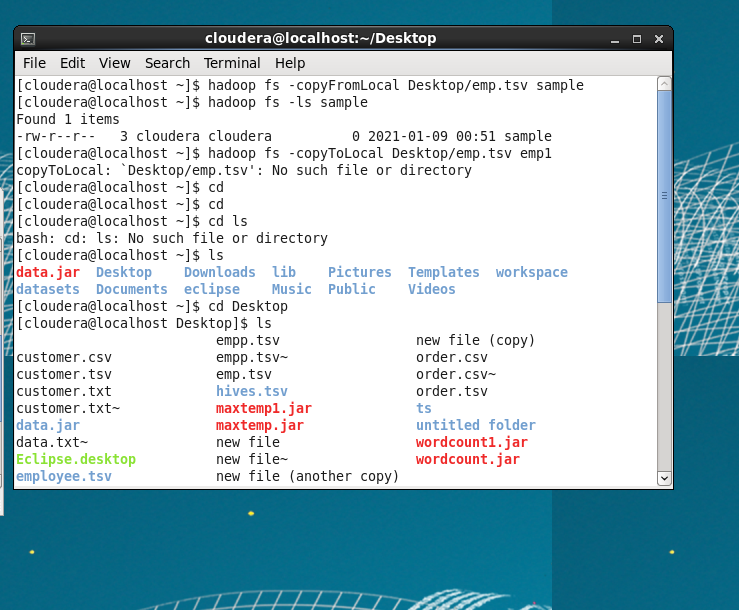 cloudera@localhost:~/Desktop
File Edit View Search Terminal Help
[cloudera@localhost ~]$ hadoop fs -copyFromLocal Desktop/emp.tsv sample
[cloudera@localhost ~]$ hadoop fs -ls sample
Found 1 items
-rw-r--r--   3 cloudera cloudera          0 2021-01-09 00:51 sample
[cloudera@localhost ~]$ hadoop fs -copyToLocal Desktop/emp.tsv emp1
copyToLocal: `Desktop/emp.tsv': No such file or directory
[cloudera@localhost ~]$ cd
[cloudera@localhost ~]$ cd
[cloudera@localhost ~]$ cd ls
bash: cd: ls: No such file or directory
[cloudera@localhost ~]$ ls
data.jar  Desktop    Downloads  lib    Pictures  Templates  workspace
datasets  Documents  eclipse    Music  Public    Videos
[cloudera@localhost ~]$ cd Desktop
[cloudera@localhost Desktop]$ ls
                         empp.tsv                 new file (copy)
customer.csv             empp.tsv~                order.csv
customer.tsv             emp.tsv                  order.csv~
customer.txt             hives.tsv                order.tsv
customer.txt~            maxtemp1.jar             ts
data.jar                 maxtemp.jar              untitled folder
data.txt~                new file                 wordcount1.jar
Eclipse.desktop          new file~                wordcount.jar
employee.tsv             new file (another copy)